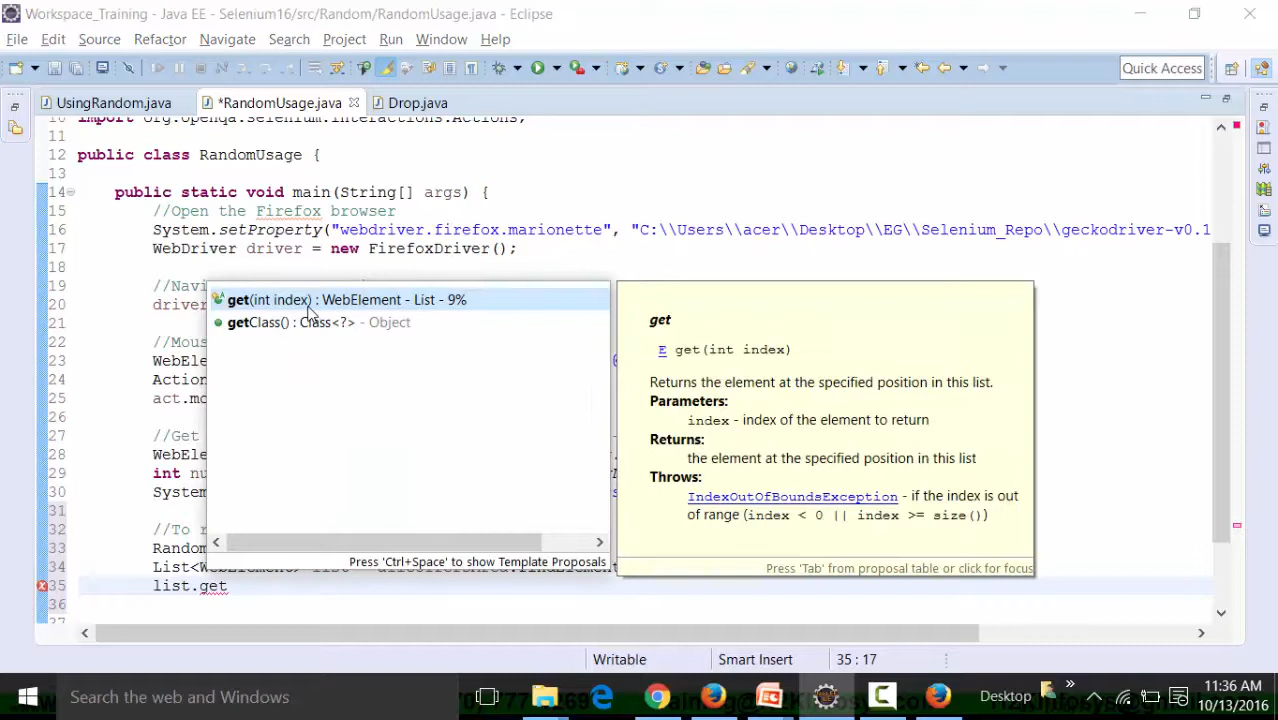 Workspace_Training - Java EE - Selenium16/src/Random/RandomUsage.java - Eclipse
File Edit Source Refactor Navigate Search Project Run Window Help
Quick Access
UsingRandom.java *RandomUsage.java Drop.java
10 import org.openqa.selenium.interactions.Actions;
11
12 public class RandomUsage {
13
14 public static void main(String[] args) {
15 //Open the Firefox browser
16 System.setProperty("webdriver.firefox.marionette", "C:\\Users\\acer\\Desktop\\EG\\Selenium_Repo\\geckodriver-v0.1
17 WebDriver driver = new FirefoxDriver();
18
19 //Navi
20 driver
21
22 //Mous
23 WebEle
24 Action
25 act.mo
26
27 //Get
28 WebEle
29 int nu
30 System
31
32 //To r
33 Random
34
35 list.get
36
37
get(int index) : WebElement - List - 9%
getClass() : Class<?> - Object
Press 'Ctrl+Space' to show Template Proposals
get
E get(int index)
Returns the element at the specified position in this list.
Parameters:
index - index of the element to return
Returns:
the element at the specified position in this list
Throws:
IndexOutOfBoundsException - if the index is out
of range (index < 0 || index >= size())
Press 'Tab' from proposal table or click for focus
Writable Smart Insert 35 : 17
Search the web and Windows
Desktop
11:36 AM
10/13/2016